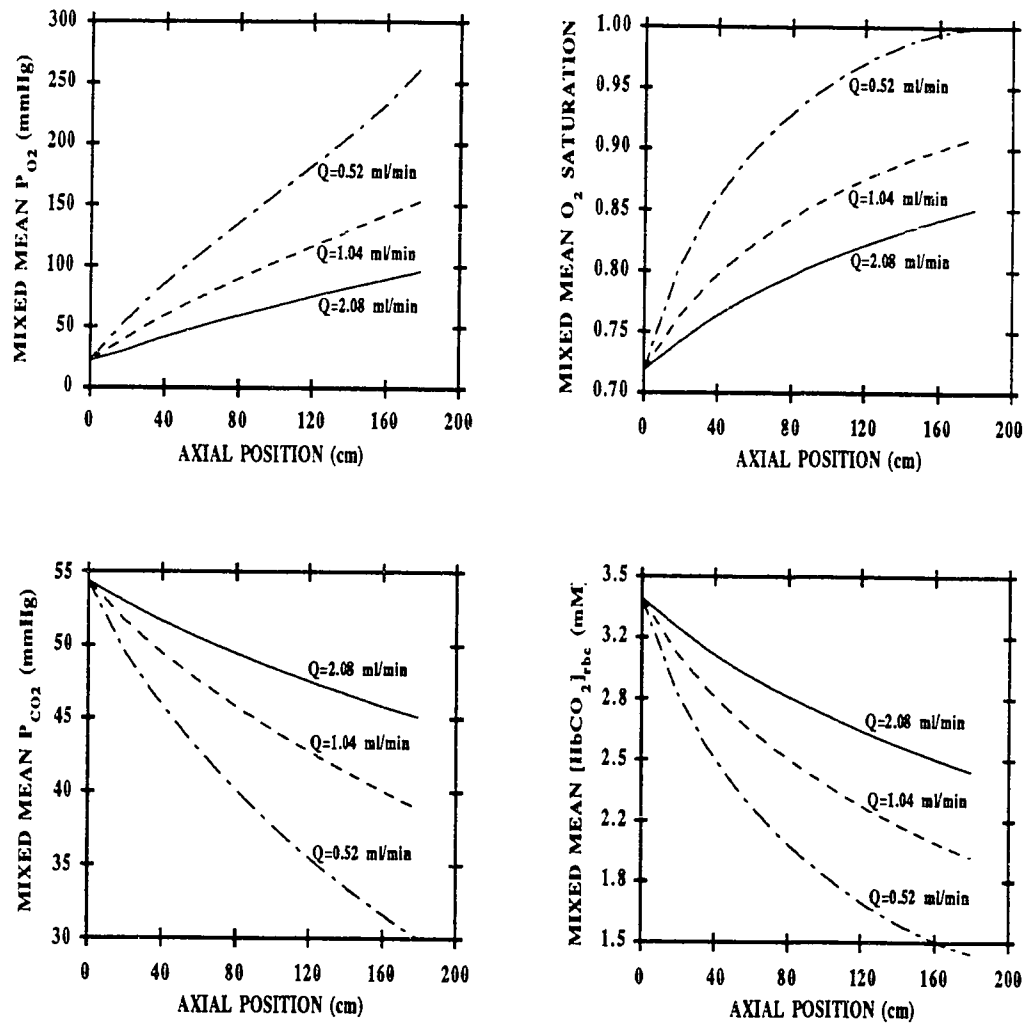 MIXED MEAN P_O2 (mmHg)
300
250
200
150
100
50
0
Q=0.52 ml/min
Q=1.04 ml/min
Q=2.08 ml/min
0 40 80 120 160 200
AXIAL POSITION (cm)
MIXED MEAN O₂ SATURATION
1.00
0.95
0.90
0.85
0.80
0.75
0.70
Q=0.52 ml/min
Q=1.04 ml/min
Q=2.08 ml/min
0 40 80 120 160 200
AXIAL POSITION (cm)
MIXED MEAN P_CO2 (mmHg)
55
50
45
40
35
30
Q=2.08 ml/min
Q=1.04 ml/min
Q=0.52 ml/min
0 40 80 120 160 200
AXIAL POSITION (cm)
MIXED MEAN [HbCO₂]rbc (mM)
3.5
3.2
2.8
2.5
2.2
1.8
1.5
Q=2.08 ml/min
Q=1.04 ml/min
Q=0.52 ml/min
0 40 80 120 160 200
AXIAL POSITION (cm)